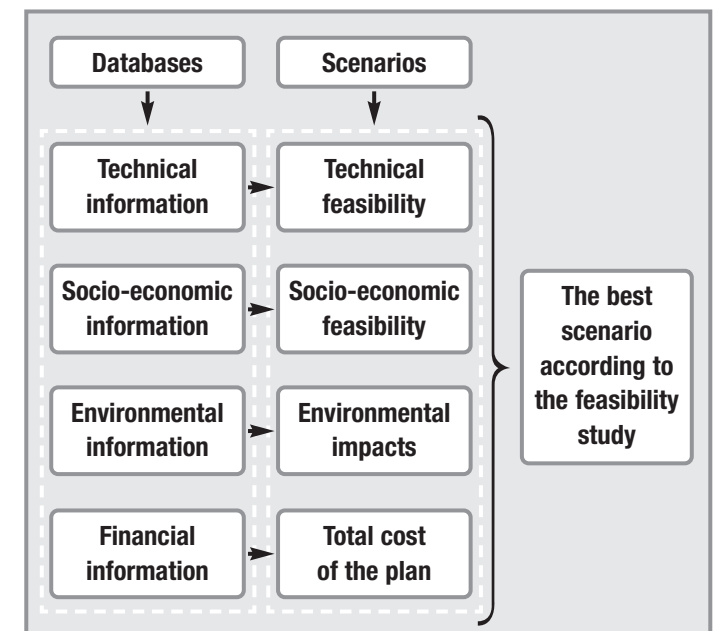 Databases
Scenarios
Technical
information
Technical
feasibility
Socio-economic
information
Socio-economic
feasibility
Environmental
information
Environmental
impacts
Financial
information
Total cost
of the plan
The best
scenario
according to
the feasibility
study